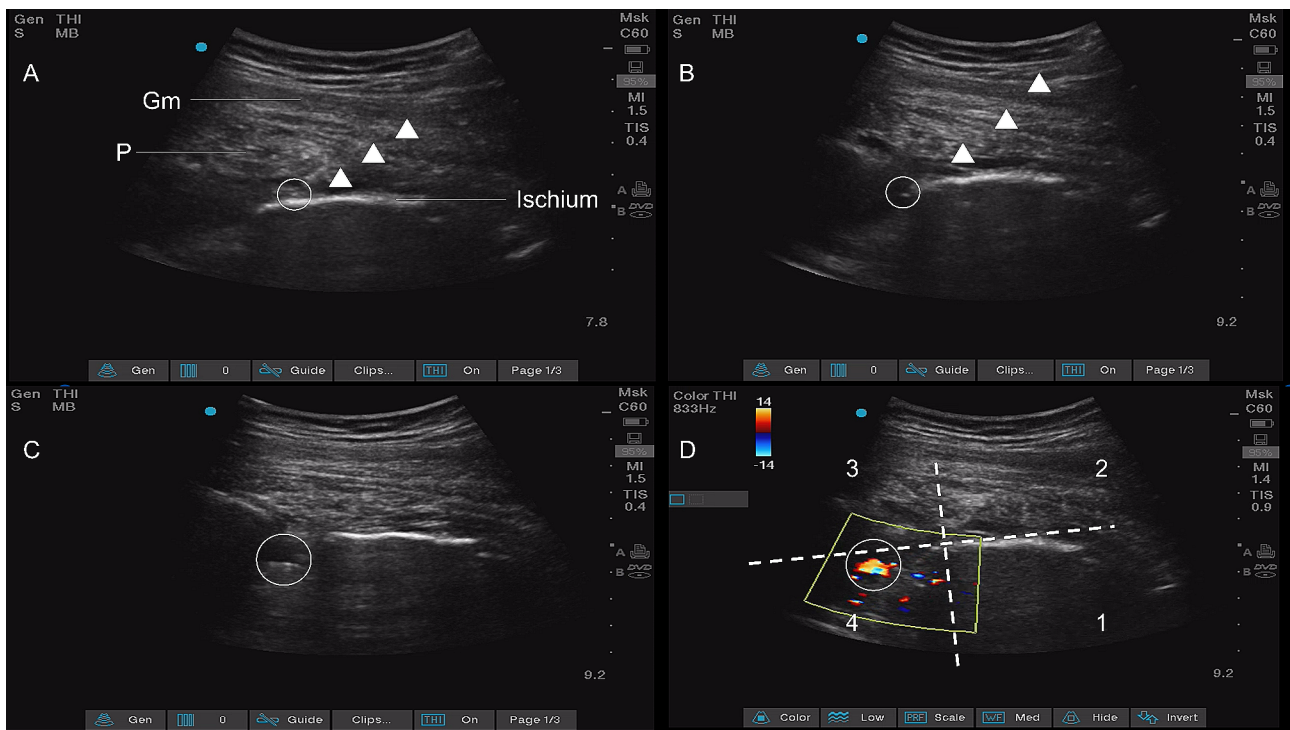 Gen THI
S MB
Msk
C60
95%
MI
1.5
TIS
0.4
A
B DVD
A
Gm
P
Ischium
7.8
Gen 0 Guide Clips... THI On Page 1/3
Gen THI
S MB
Msk
C60
95%
MI
1.5
TIS
0.4
A
B DVD
B
9.2
Gen 0 Guide Clips... THI On Page 1/3
Gen THI
S MB
Msk
C60
95%
MI
1.5
TIS
0.4
A
B DVD
C
9.2
Gen 0 Guide Clips... THI On Page 1/3
Color THI
833Hz
14
-14
Msk
C60
95%
MI
1.4
TIS
0.9
A
B DVD
D
3 2
4 1
9.2
Color Low PRF Scale WF Med Hide Invert